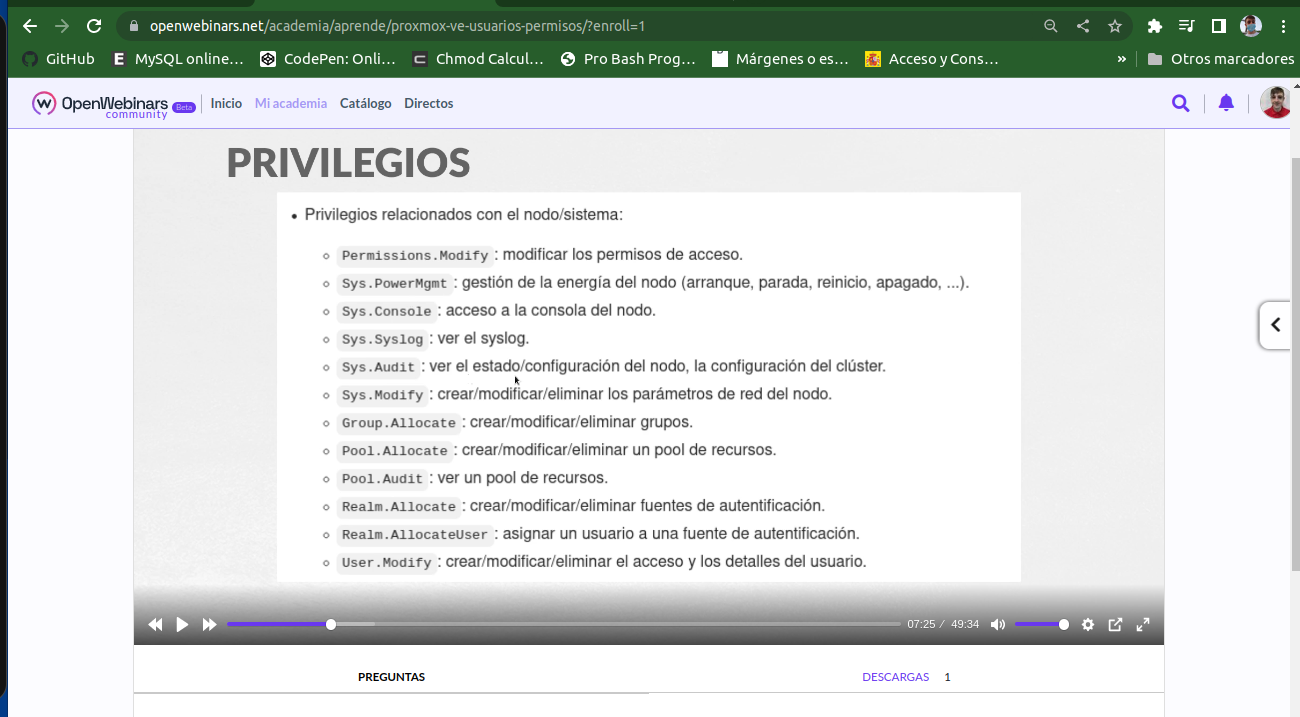 openwebinars.net/academia/aprende/proxmox-ve-usuarios-permisos/?enroll=1
GitHub E MySQL online... CodePen: Onli... Chmod Calcul... Pro Bash Prog... Márgenes o es... Acceso y Cons... » Otros marcadores
OpenWebinars Beta Inicio Mi academia Catálogo Directos
community
PRIVILEGIOS
• Privilegios relacionados con el nodo/sistema:
Permissions.Modify : modificar los permisos de acceso.
Sys.PowerMgmt : gestión de la energía del nodo (arranque, parada, reinicio, apagado, ...).
Sys.Console : acceso a la consola del nodo.
Sys.Syslog : ver el syslog.
Sys.Audit : ver el estado/configuración del nodo, la configuración del clúster.
Sys.Modify : crear/modificar/eliminar los parámetros de red del nodo.
Group.Allocate : crear/modificar/eliminar grupos.
Pool.Allocate : crear/modificar/eliminar un pool de recursos.
Pool.Audit : ver un pool de recursos.
Realm.Allocate : crear/modificar/eliminar fuentes de autentificación.
Realm.AllocateUser : asignar un usuario a una fuente de autentificación.
User.Modify : crear/modificar/eliminar el acceso y los detalles del usuario.
07:25 / 49:34
PREGUNTAS DESCARGAS 1